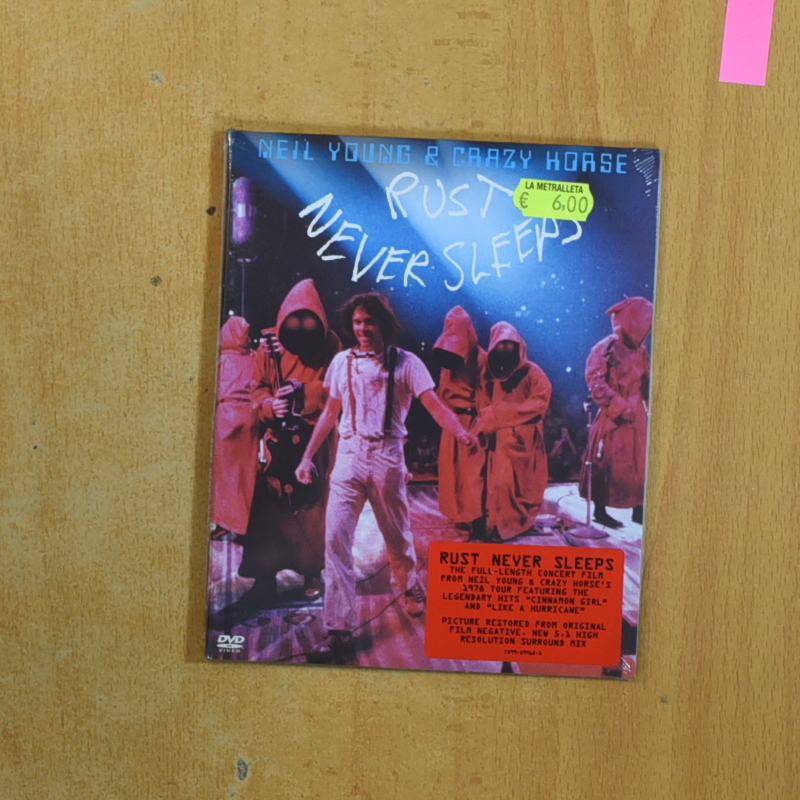 NEIL YOUNG & CRAZY HORSE
RUST
NEVER SLEEPS
LA METRALLETA
€ 6,00
RUST NEVER SLEEPS
THE FULL-LENGTH CONCERT FILM
FROM NEIL YOUNG & CRAZY HORSE'S
1978 TOUR FEATURING THE
LEGENDARY HITS "CINNAMON GIRL"
AND "LIKE A HURRICANE"
PICTURE RESTORED FROM ORIGINAL
FILM NEGATIVE. NEW 5.1 HIGH
RESOLUTION SURROUND MIX
DVD
VIDEO